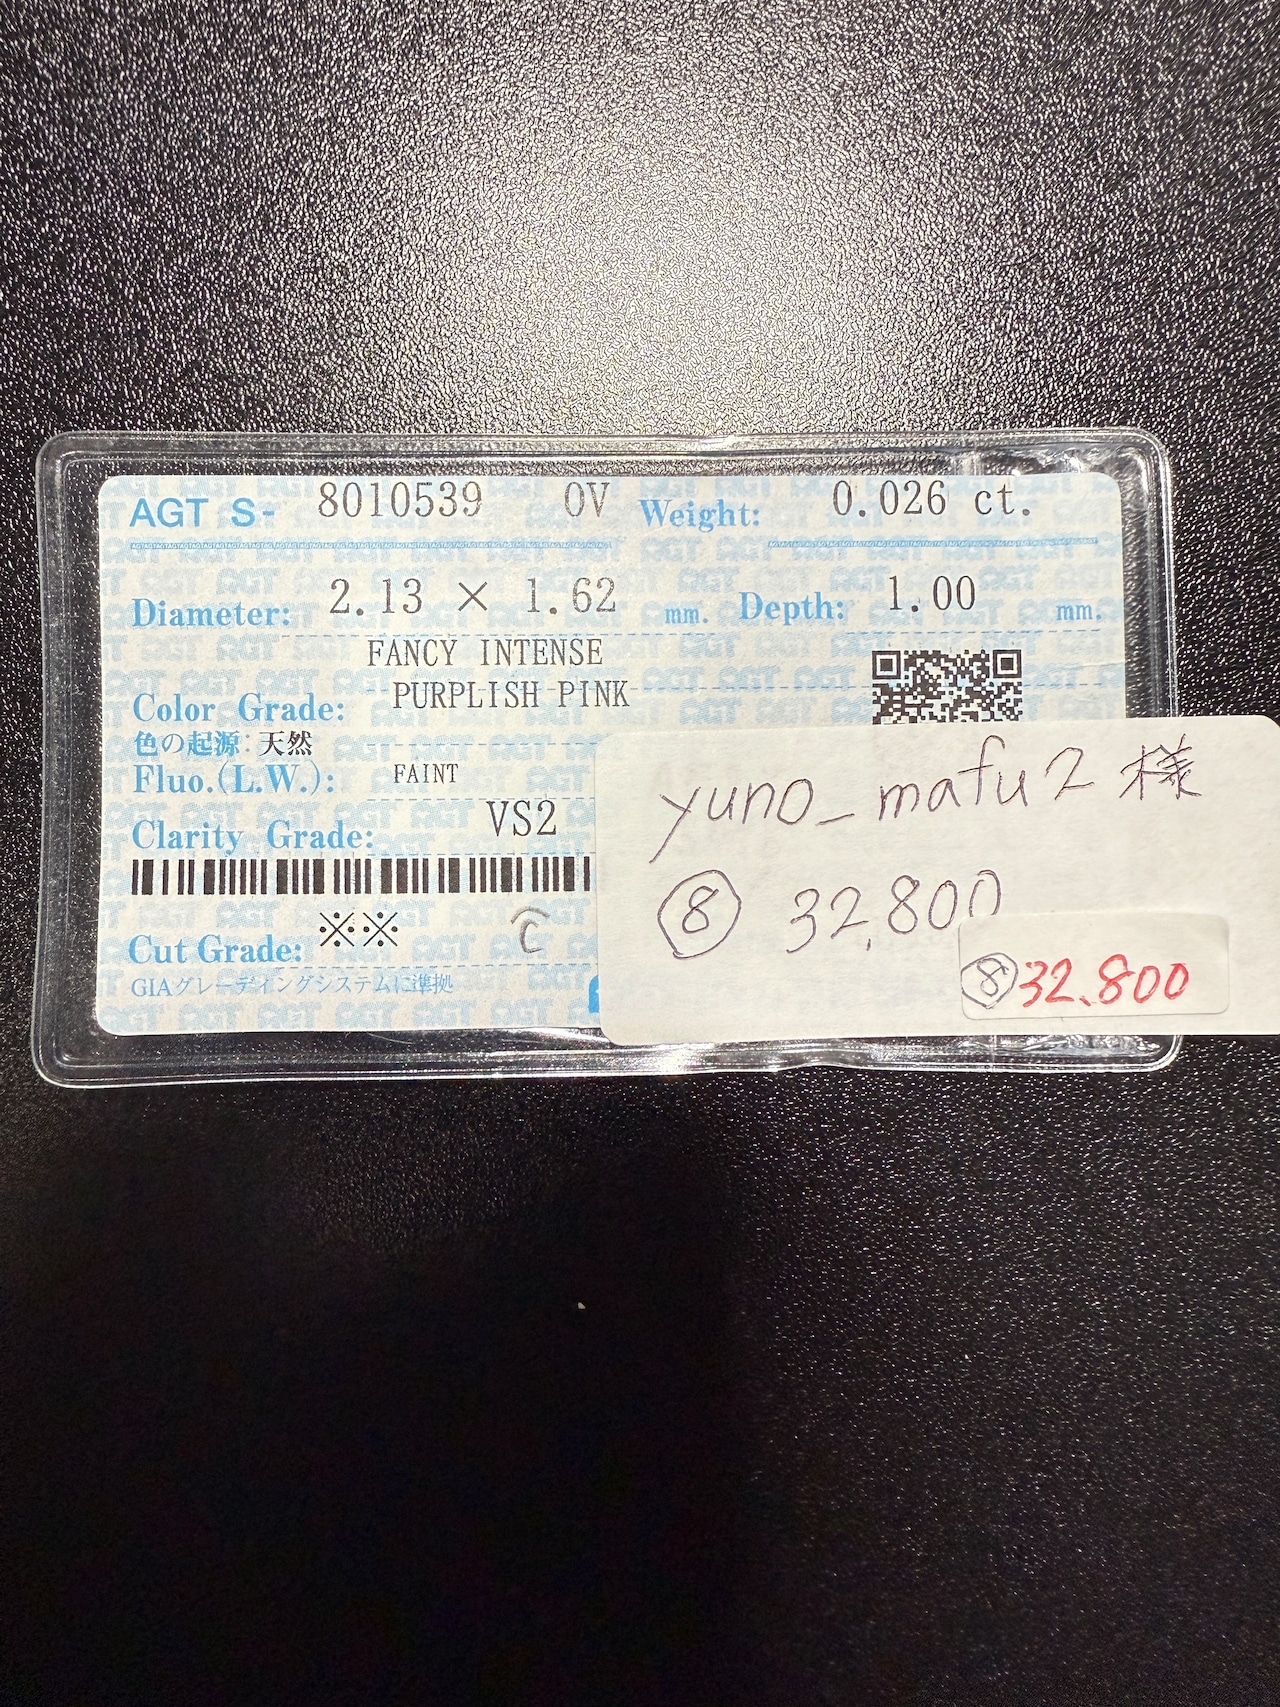 AGT S- 8010539 OV Weight: 0.026 ct.
Diameter: 2.13 × 1.62 mm. Depth: 1.00 mm.
FANCY INTENSE
Color Grade: PURPLISH PINK
色の起源: 天然
Fluo.(L.W.): FAINT
Clarity Grade: VS2
Cut Grade: ※※
GIAグレーディングシステムに準拠
yuno_mafu2 様
⑧ 32,800
⑧ 32.800